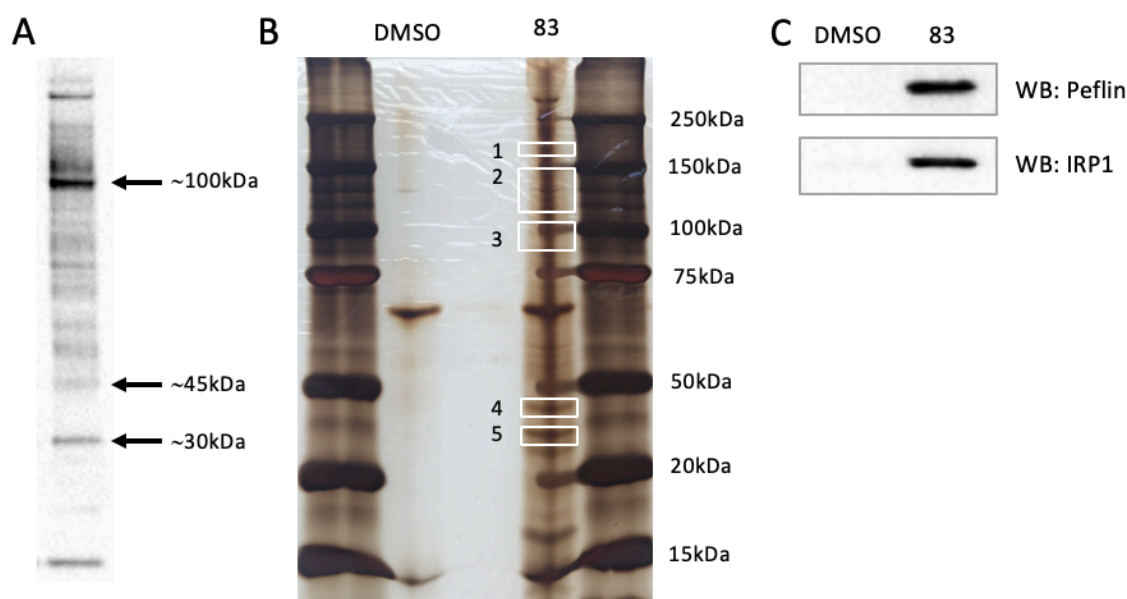 A
~100kDa
~45kDa
~30kDa
B
DMSO
83
1
2
3
4
5
250kDa
150kDa
100kDa
75kDa
50kDa
20kDa
15kDa
C
DMSO
83
WB: Peflin
WB: IRP1